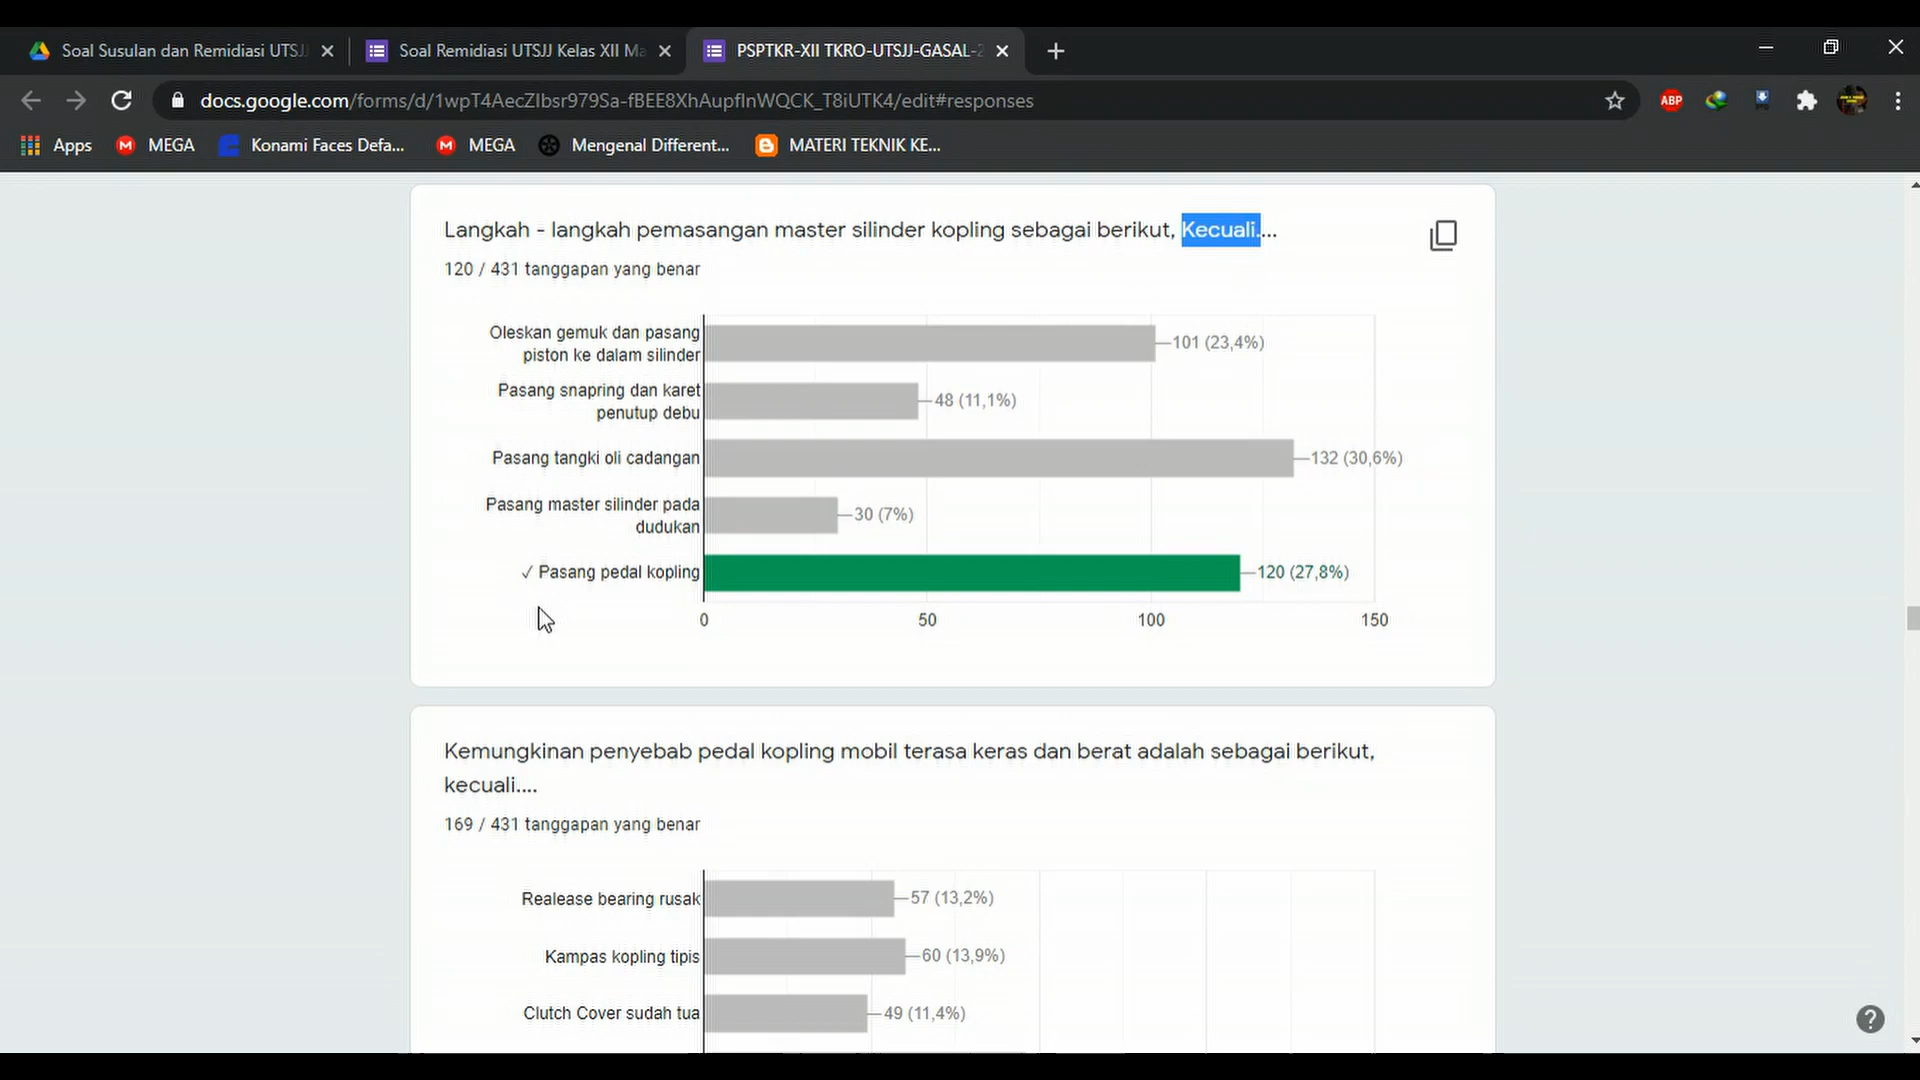 Soal Susulan dan Remidiasi UTSJJ
Soal Remidiasi UTSJJ Kelas XII Ma
PSPTKR-XII TKRO-UTSJJ-GASAL-2
docs.google.com/forms/d/1wpT4AecZIbsr979Sa-fBEE8XhAupfInWQCK_T8iUTK4/edit#responses
ABP
Apps
MEGA
Konami Faces Defa...
MEGA
Mengenal Different...
MATERI TEKNIK KE...
Langkah - langkah pemasangan master silinder kopling sebagai berikut, Kecuali....
120 / 431 tanggapan yang benar
Oleskan gemuk dan pasang
piston ke dalam silinder
101 (23,4%)
Pasang snapring dan karet
penutup debu
48 (11,1%)
Pasang tangki oli cadangan
132 (30,6%)
Pasang master silinder pada
dudukan
30 (7%)
✓ Pasang pedal kopling
120 (27,8%)
0 50 100 150
Kemungkinan penyebab pedal kopling mobil terasa keras dan berat adalah sebagai berikut,
kecuali....
169 / 431 tanggapan yang benar
Realease bearing rusak
57 (13,2%)
Kampas kopling tipis
60 (13,9%)
Clutch Cover sudah tua
49 (11,4%)